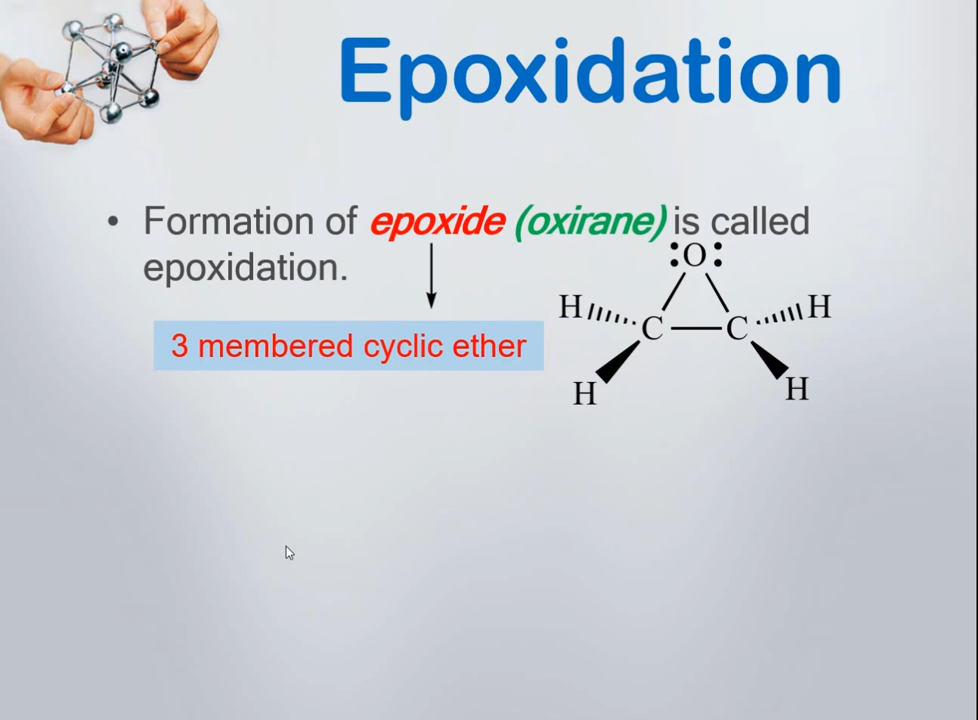 Epoxidation
• Formation of epoxide (oxirane) is called
epoxidation.
:O:
H C C H
H H
3 membered cyclic ether